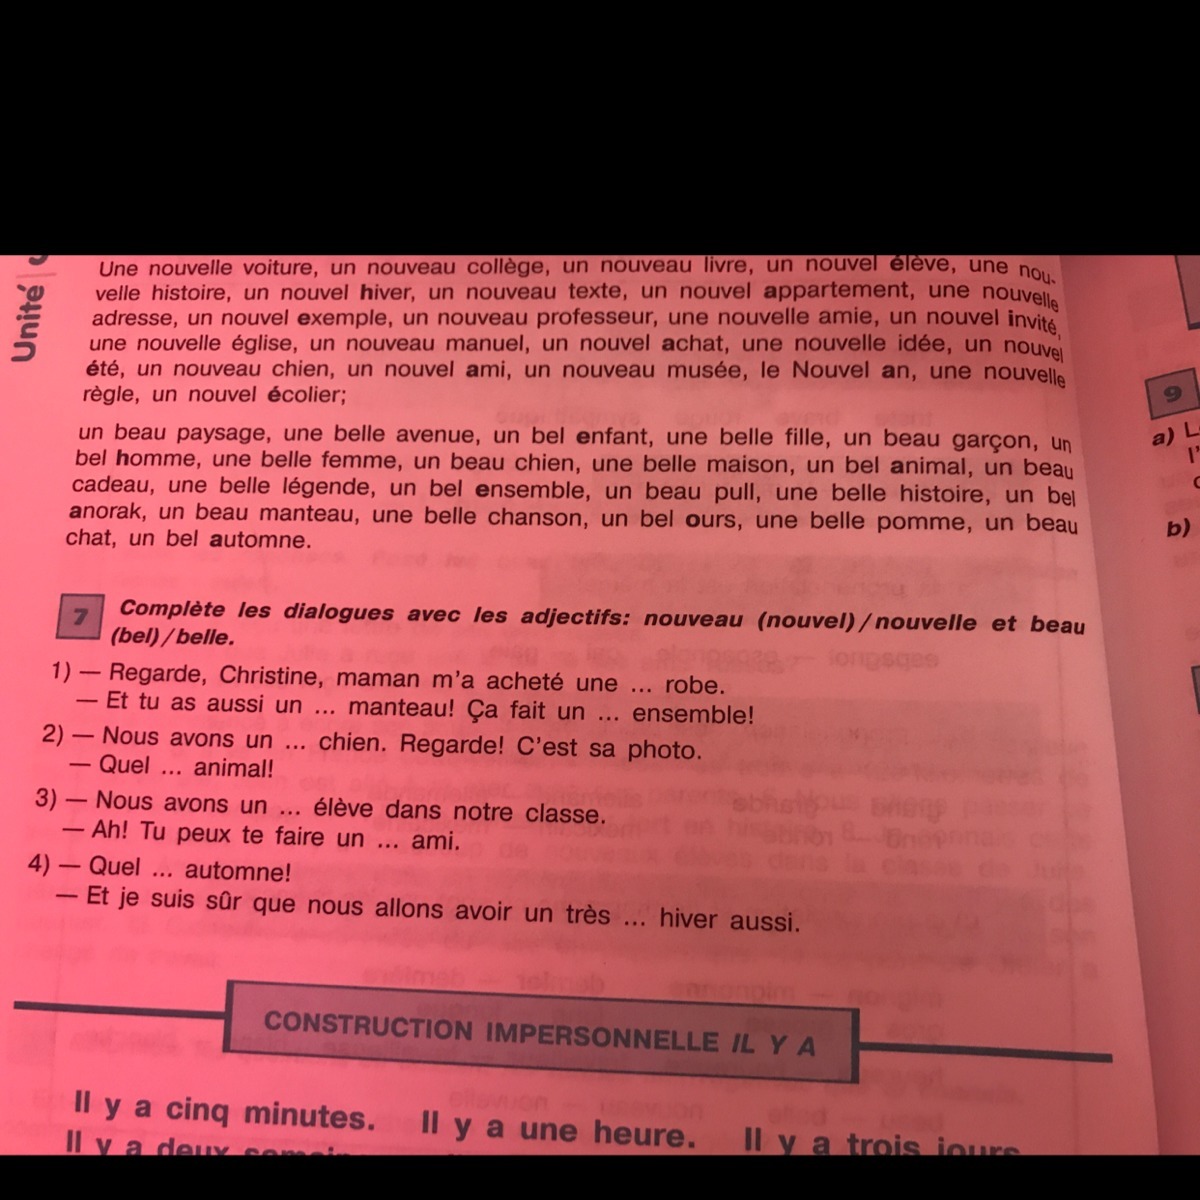 Unité
Une nouvelle voiture, un nouveau collège, un nouveau livre, un nouvel élève, une nou-
velle histoire, un nouvel hiver, un nouveau texte, un nouvel appartement, une nouvelle
adresse, un nouvel exemple, un nouveau professeur, une nouvelle amie, un nouvel invité,
une nouvelle église, un nouveau manuel, un nouvel achat, une nouvelle idée, un nouvel
été, un nouveau chien, un nouvel ami, un nouveau musée, le Nouvel an, une nouvelle
règle, un nouvel écolier;
un beau paysage, une belle avenue, un bel enfant, une belle fille, un beau garçon, un
bel homme, une belle femme, un beau chien, une belle maison, un bel animal, un beau
cadeau, une belle légende, un bel ensemble, un beau pull, une belle histoire, un bel
anorak, un beau manteau, une belle chanson, un bel ours, une belle pomme, un beau
chat, un bel automne.
7 Complète les dialogues avec les adjectifs: nouveau (nouvel)/nouvelle et beau
(bel)/belle.
1) — Regarde, Christine, maman m'a acheté une ... robe.
— Et tu as aussi un ... manteau! Ça fait un ... ensemble!
2) — Nous avons un ... chien. Regarde! C'est sa photo.
— Quel ... animal!
3) — Nous avons un ... élève dans notre classe.
— Ah! Tu peux te faire un ... ami.
4) — Quel ... automne!
— Et je suis sûr que nous allons avoir un très ... hiver aussi.
CONSTRUCTION IMPERSONNELLE IL Y A
Il y a cinq minutes. Il y a une heure. Il y a trois jours
Il y a deux
9
a)
b)